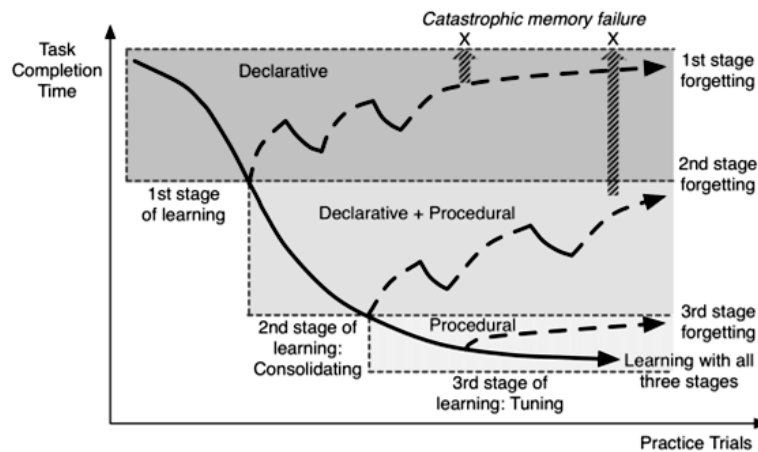 Catastrophic memory failure
X X
Task
Completion
Time
Declarative
1st stage
forgetting
1st stage
of learning
2nd stage
forgetting
Declarative + Procedural
2nd stage of
learning:
Consolidating
Procedural
3rd stage
forgetting
Learning with all
three stages
3rd stage of
learning: Tuning
Practice Trials